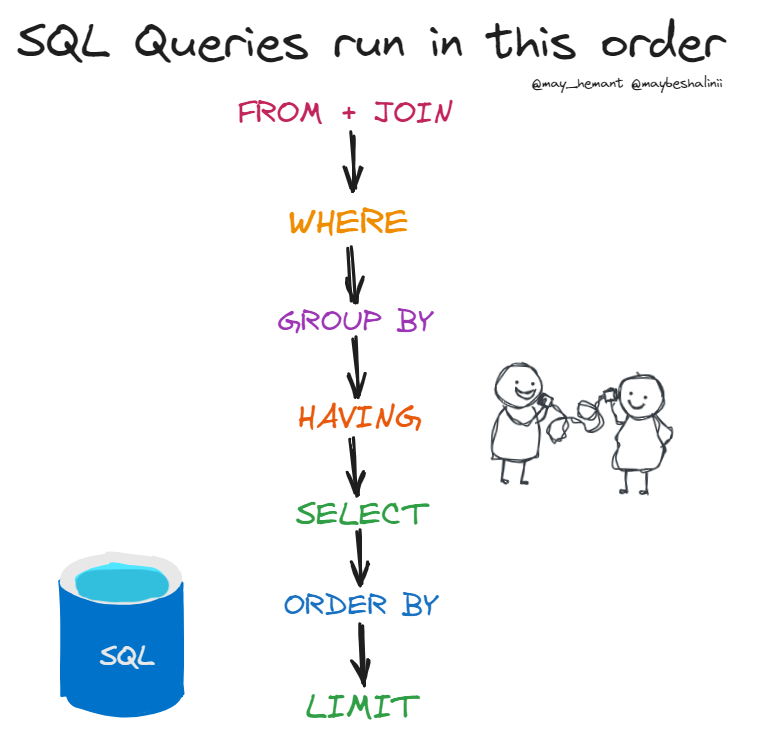 SQL Queries run in this order
@may_hemant @maybeshalinii
FROM + JOIN
WHERE
GROUP BY
HAVING
SELECT
ORDER BY
SQL
LIMIT